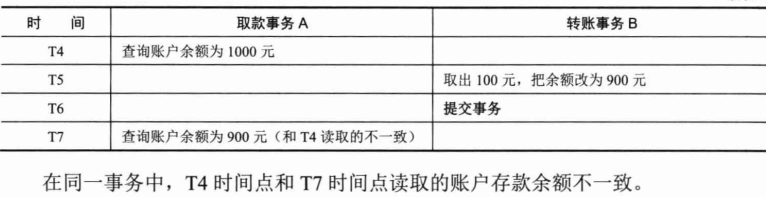 时 间 取款事务 A 转账事务 B
T4 查询账户余额为 1000 元
T5 取出 100 元，把余额改为 900 元
T6 提交事务
T7 查询账户余额为 900 元（和 T4 读取的不一致）
在同一事务中，T4 时间点和 T7 时间点读取的账户存款余额不一致。